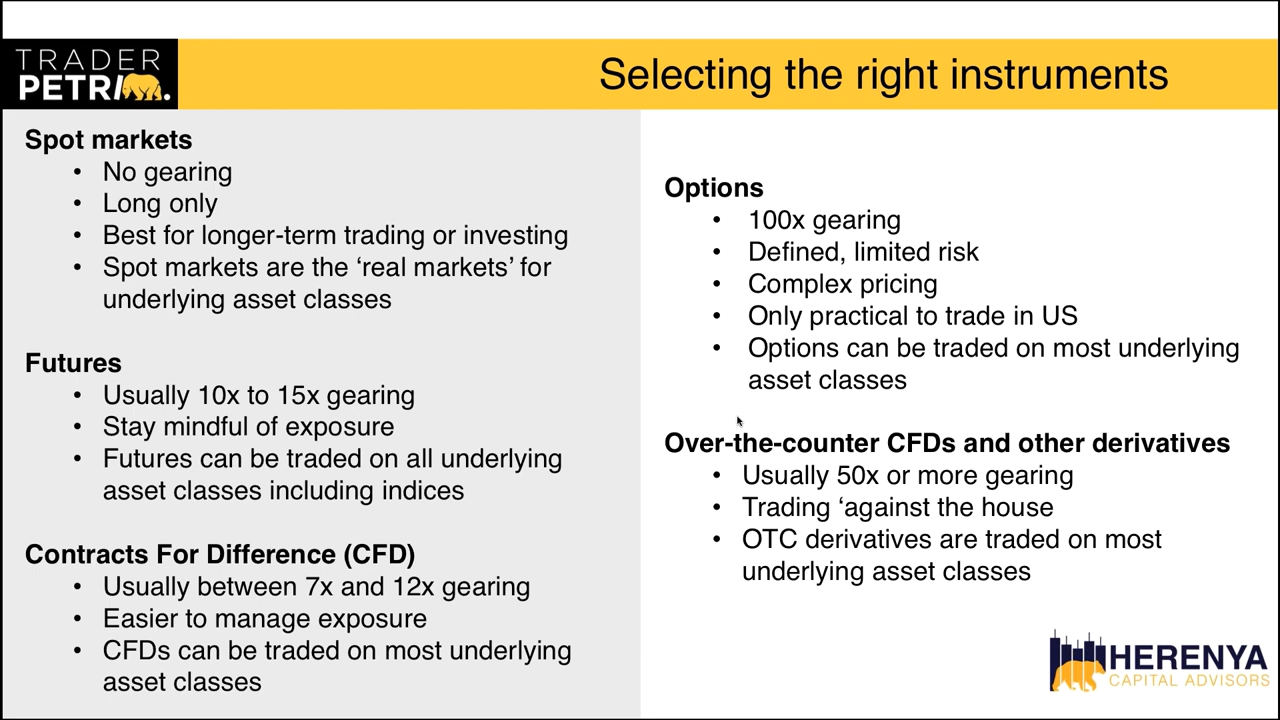 TRADER
PETRI.
Selecting the right instruments
Spot markets
• No gearing
• Long only
• Best for longer-term trading or investing
• Spot markets are the ‘real markets’ for
underlying asset classes
Futures
• Usually 10x to 15x gearing
• Stay mindful of exposure
• Futures can be traded on all underlying
asset classes including indices
Contracts For Difference (CFD)
• Usually between 7x and 12x gearing
• Easier to manage exposure
• CFDs can be traded on most underlying
asset classes
Options
• 100x gearing
• Defined, limited risk
• Complex pricing
• Only practical to trade in US
• Options can be traded on most underlying
asset classes
Over-the-counter CFDs and other derivatives
• Usually 50x or more gearing
• Trading ‘against the house
• OTC derivatives are traded on most
underlying asset classes
HERENYA
CAPITAL ADVISORS